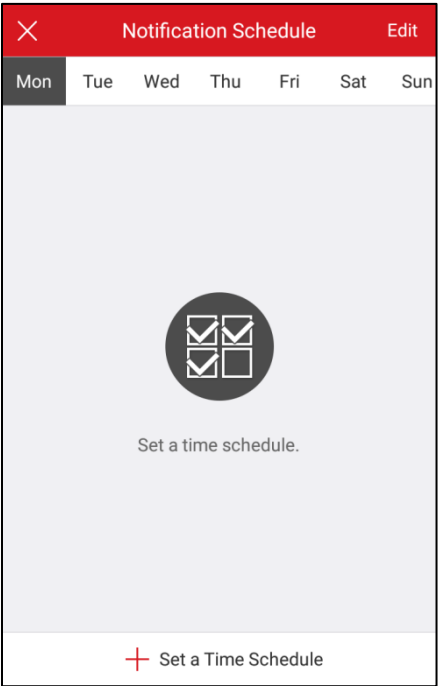 Notification Schedule Edit
Mon Tue Wed Thu Fri Sat Sun
Set a time schedule.
Set a Time Schedule